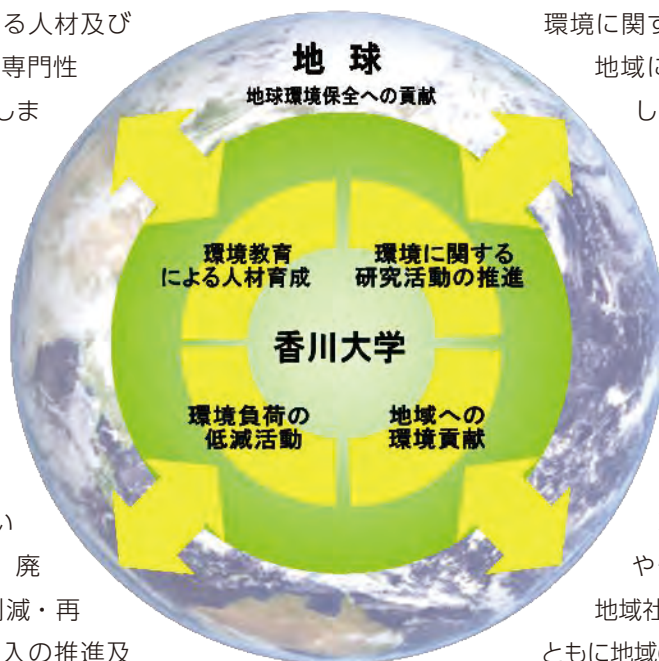 る人材及び
専門性
しま
環境に関す
地域に
し
地 球
地球環境保全への貢献
環境教育
による人材育成
環境に関する
研究活動の推進
香川大学
環境負荷の
低減活動
地域への
環境貢献
い
廃
減・再
入の推進及
や
地域社
ともに地域